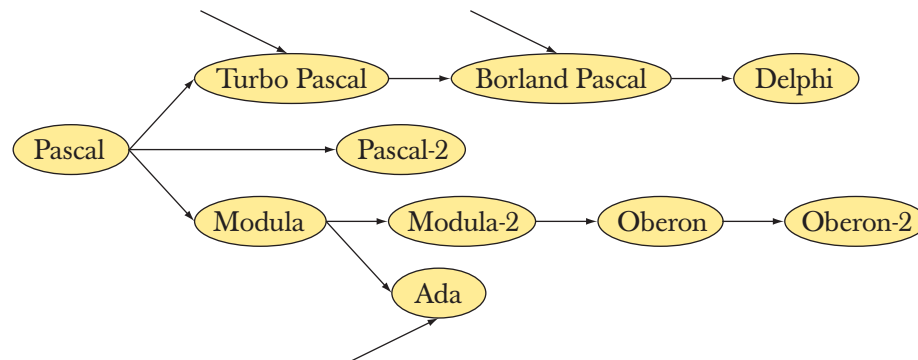 Turbo Pascal
Borland Pascal
Delphi
Pascal
Pascal-2
Modula
Modula-2
Oberon
Oberon-2
Ada